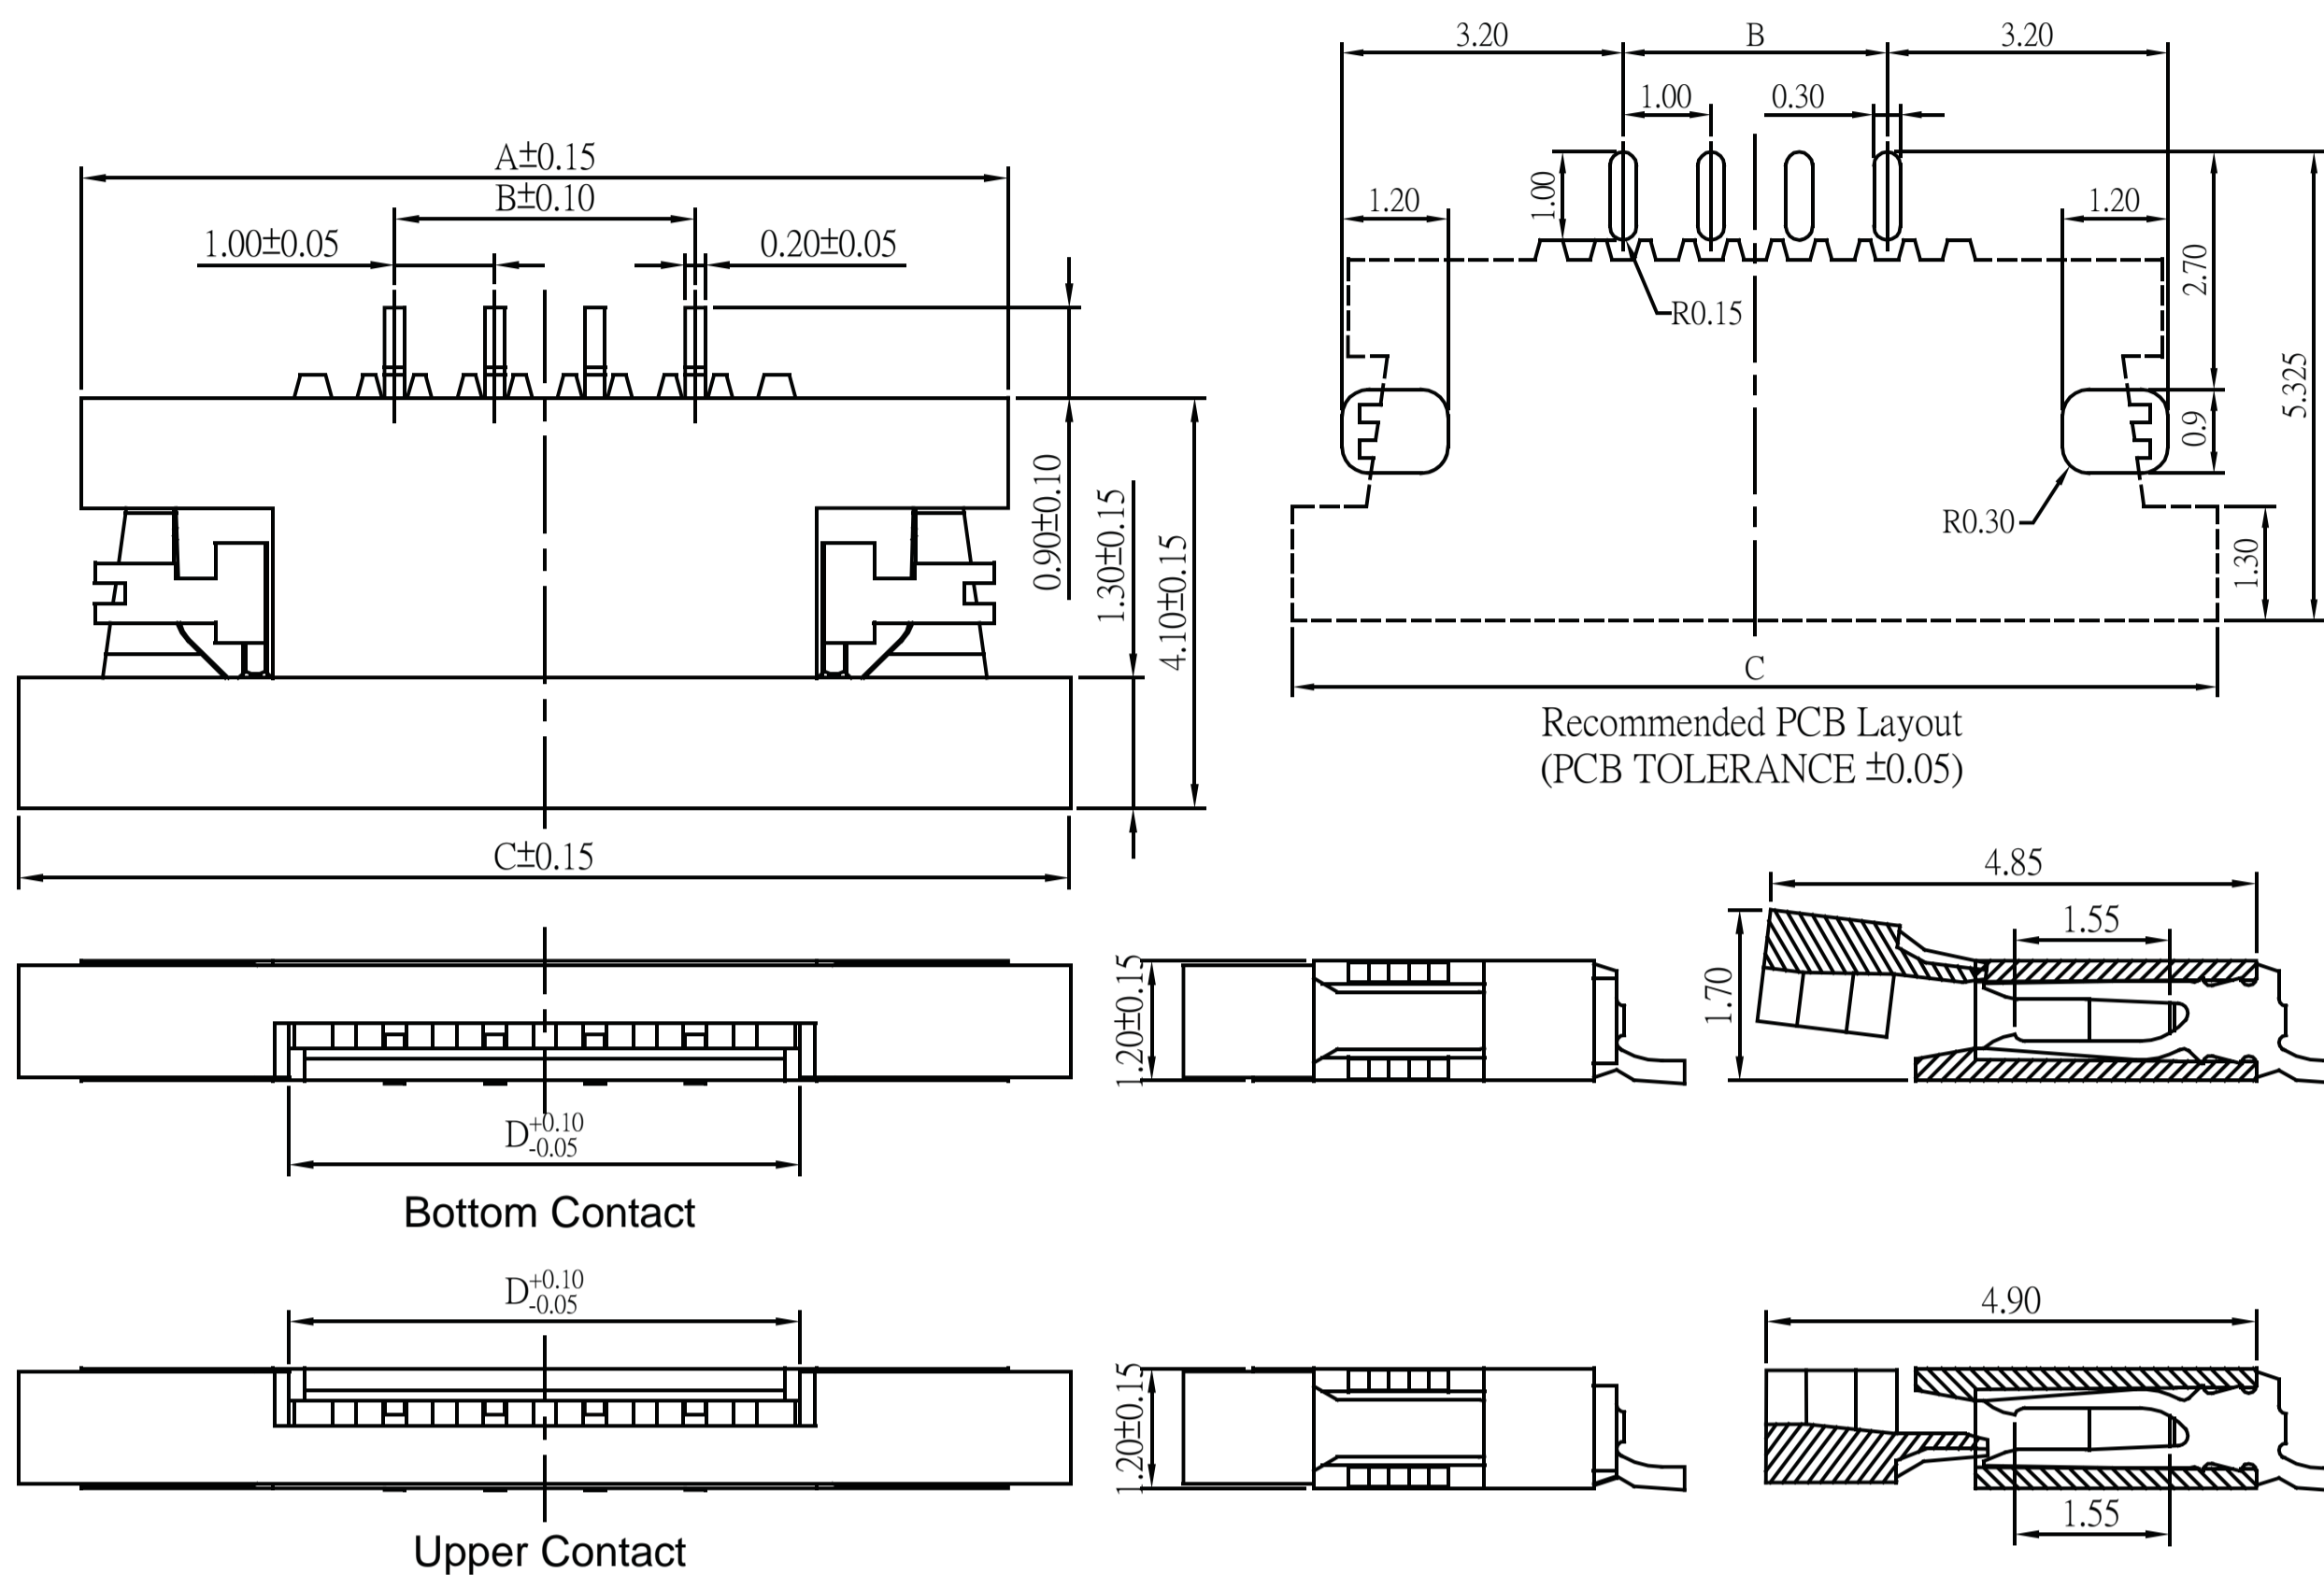 A±0.15
B±0.10
1.00±0.05
0.20±0.05
0.90±0.10
1.30±0.15
4.10±0.15
C±0.15
3.20
B
3.20
1.00
0.30
1.00
1.20
1.20
R0.15
2.70
5.325
0.9
R0.30
1.30
C
Recommended PCB Layout
(PCB TOLERANCE ±0.05)
D+0.10
-0.05
Bottom Contact
1.20±0.15
4.85
1.55
1.70
D+0.10
-0.05
Upper Contact
1.20±0.15
4.90
1.55